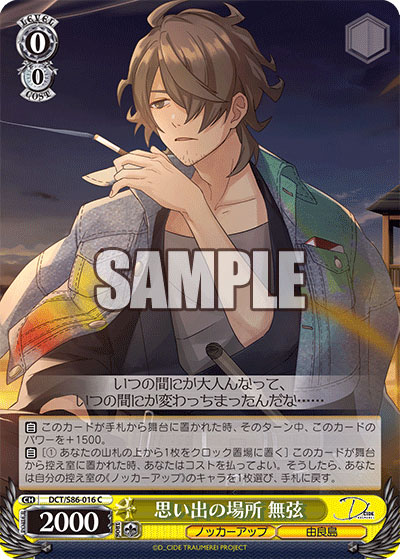 LEVEL
0
0
COST
SAMPLE
いつの間にか大人んなって、
いつの間にか変わっちまったんだな……
このカードが手札から舞台に置かれた時、そのターン中、このカードの
パワーを+1500。
［① あなたの山札の上から1枚をクロック置場に置く］ このカードが舞台
から控え室に置かれた時、あなたはコストを払ってよい。そうしたら、あなた
は自分の控え室の《ノッカーアップ》のキャラを1枚選び、手札に戻す。
CH
DCT/S86-016 C
2000
思い出の場所 無弦
ノッカーアップ
由良島
©D_CIDE TRAUMEREI PROJECT